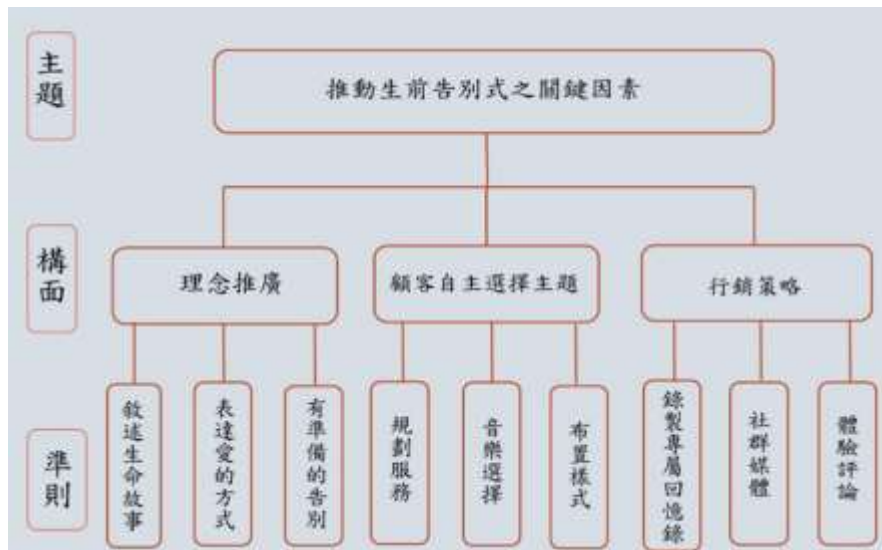 主題
推動生前告別式之關鍵因素
構面
理念推廣
顧客自主選擇主題
行銷策略
準則
敘述生命故事
表達愛的方式
有準備的告別
規劃服務
音樂選擇
布置樣式
錄製專屬回憶錄
社群媒體
體驗評論